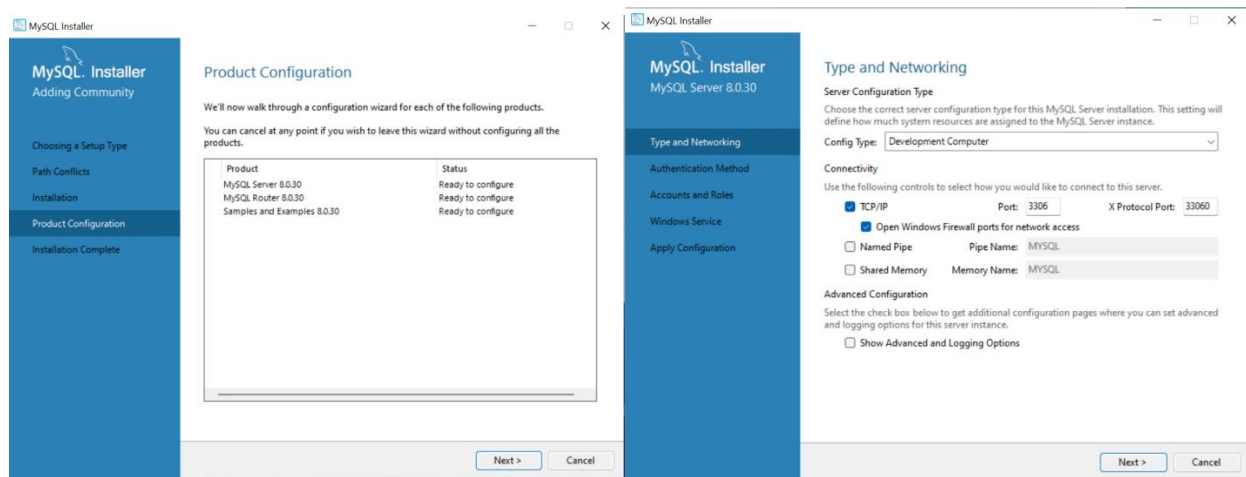 MySQL Installer
MySQL. Installer
Adding Community
Choosing a Setup Type
Path Conflicts
Installation
Product Configuration
Installation Complete
Product Configuration
We'll now walk through a configuration wizard for each of the following products.
You can cancel at any point if you wish to leave this wizard without configuring all the
products.
Product Status
MySQL Server 8.0.30 Ready to configure
MySQL Router 8.0.30 Ready to configure
Samples and Examples 8.0.30 Ready to configure
Next > Cancel
MySQL Installer
MySQL. Installer
MySQL Server 8.0.30
Type and Networking
Authentication Method
Accounts and Roles
Windows Service
Apply Configuration
Type and Networking
Server Configuration Type
Choose the correct server configuration type for this MySQL Server installation. This setting will
define how much system resources are assigned to the MySQL Server instance.
Config Type: Development Computer
Connectivity
Use the following controls to select how you would like to connect to this server.
TCP/IP Port: 3306 X Protocol Port: 33060
Open Windows Firewall ports for network access
Named Pipe Pipe Name: MYSQL
Shared Memory Memory Name: MYSQL
Advanced Configuration
Select the check box below to get additional configuration pages where you can set advanced
and logging options for this server instance.
Show Advanced and Logging Options
Next > Cancel